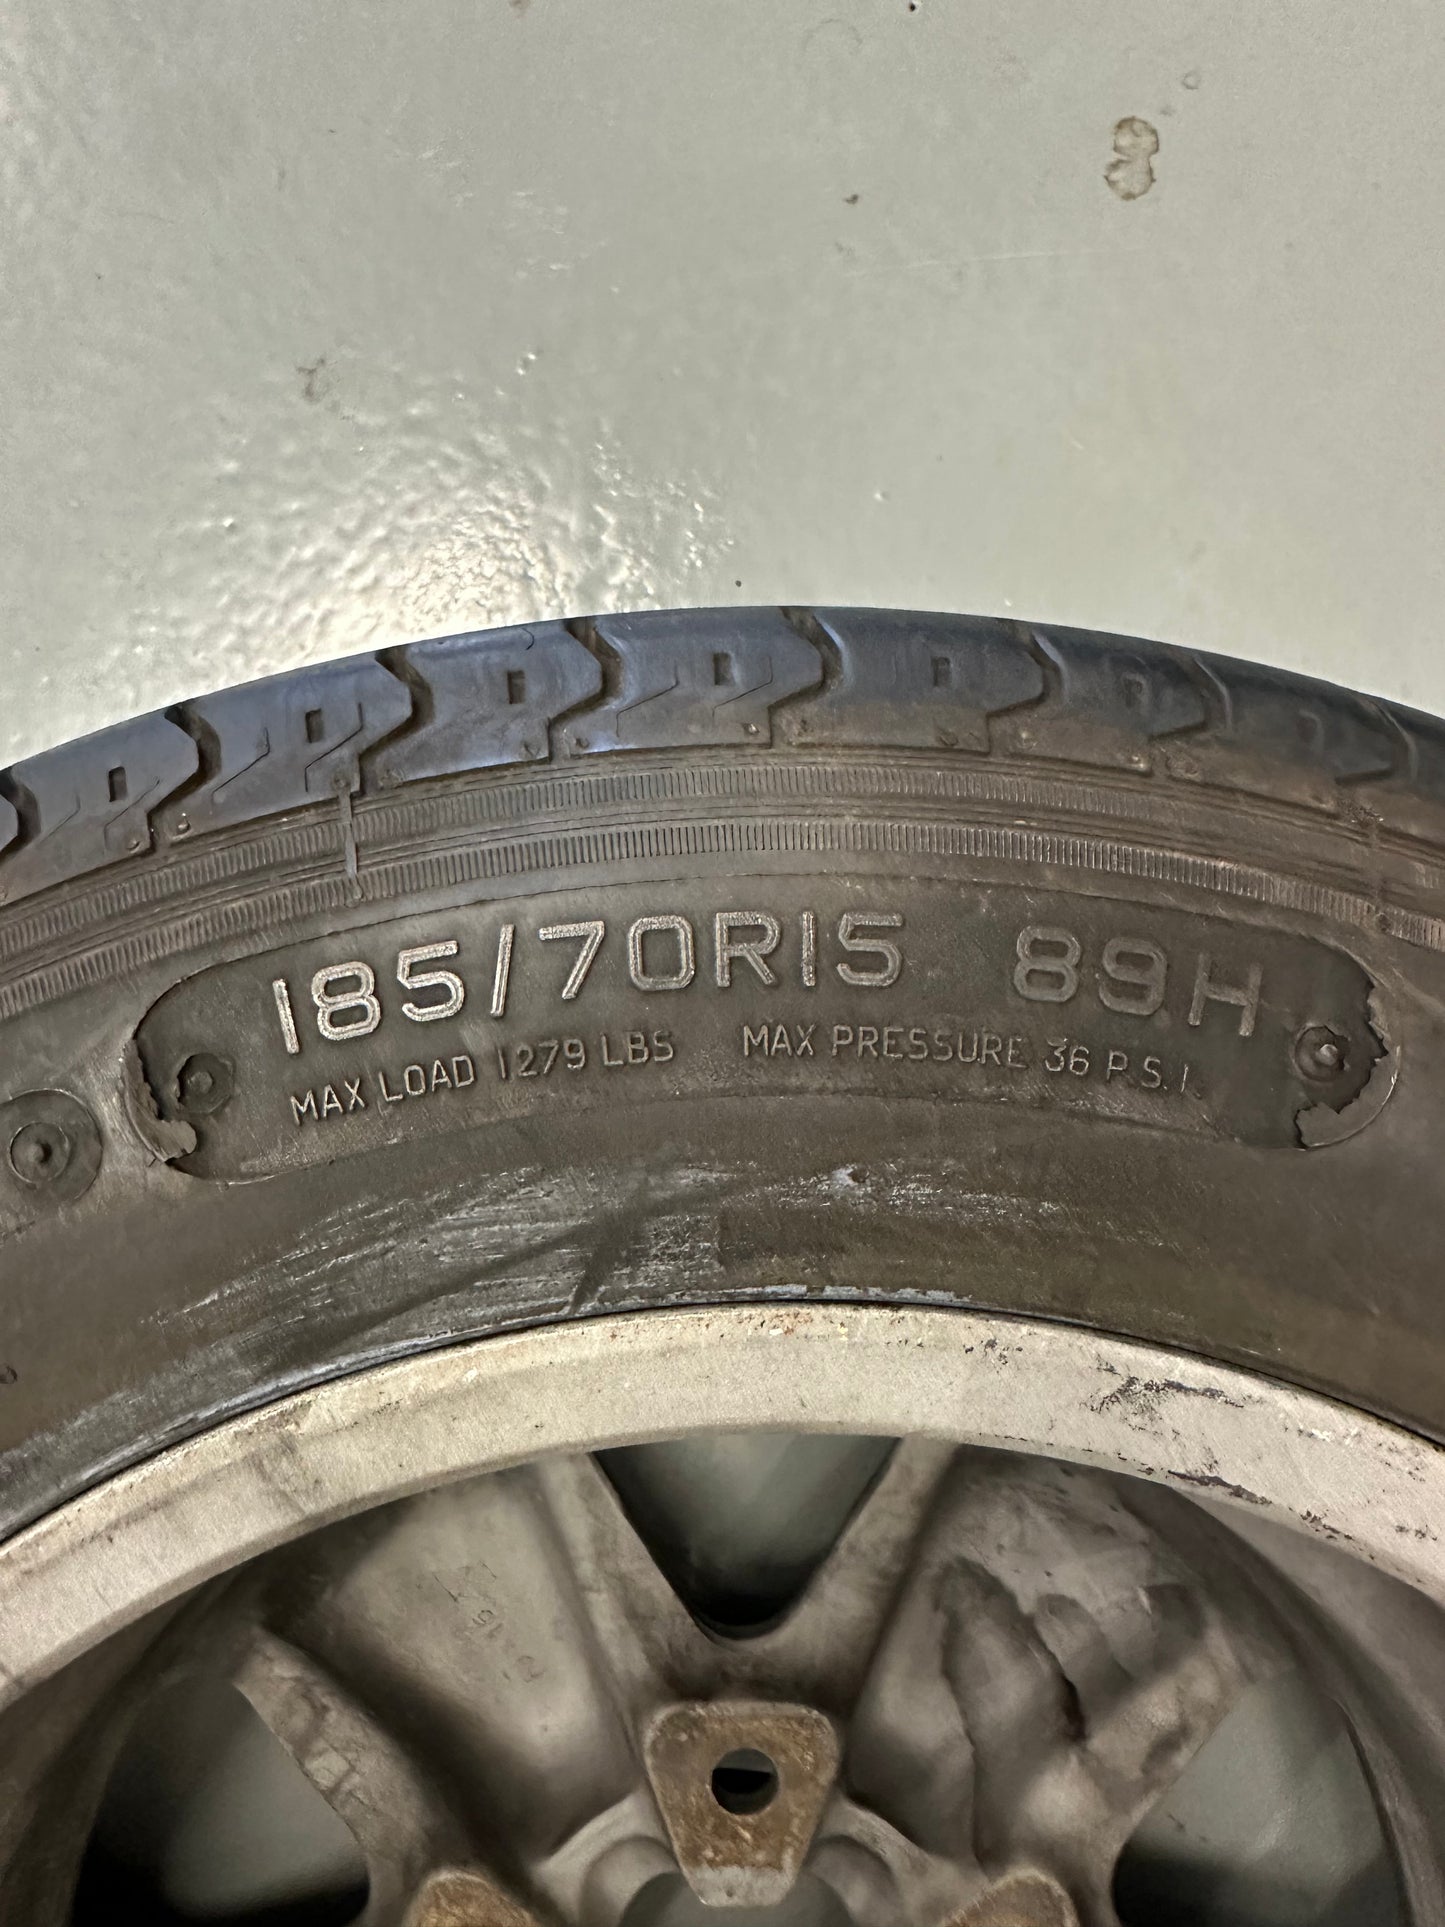 185/70R15 89H
MAX LOAD 1279 LBS MAX PRESSURE 36 P.S.I.